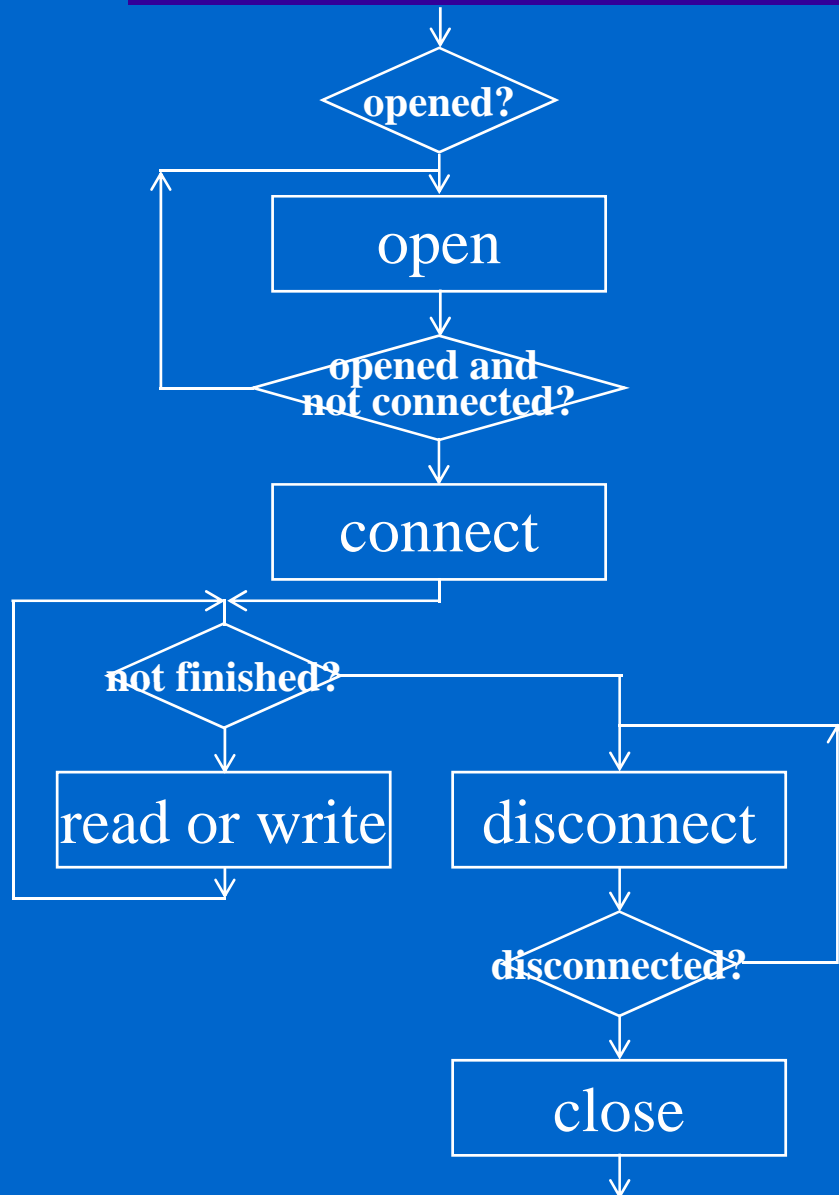 opened?
open
opened and
not connected?
connect
not finished?
read or write
disconnect
disconnected?
close